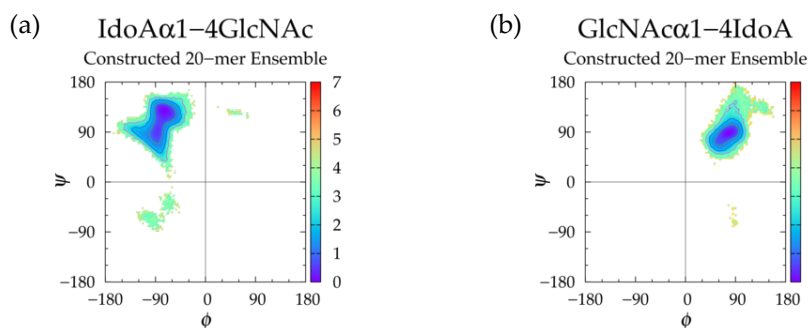 (a)
IdoAα1−4GlcNAc
Constructed 20−mer Ensemble
180
90
0
−90
−180
ψ
−180 −90 0 90 180
ϕ
7
6
5
4
3
2
1
0
(b)
GlcNAcα1−4IdoA
Constructed 20−mer Ensemble
180
90
0
−90
−180
ψ
−180 −90 0 90 180
ϕ